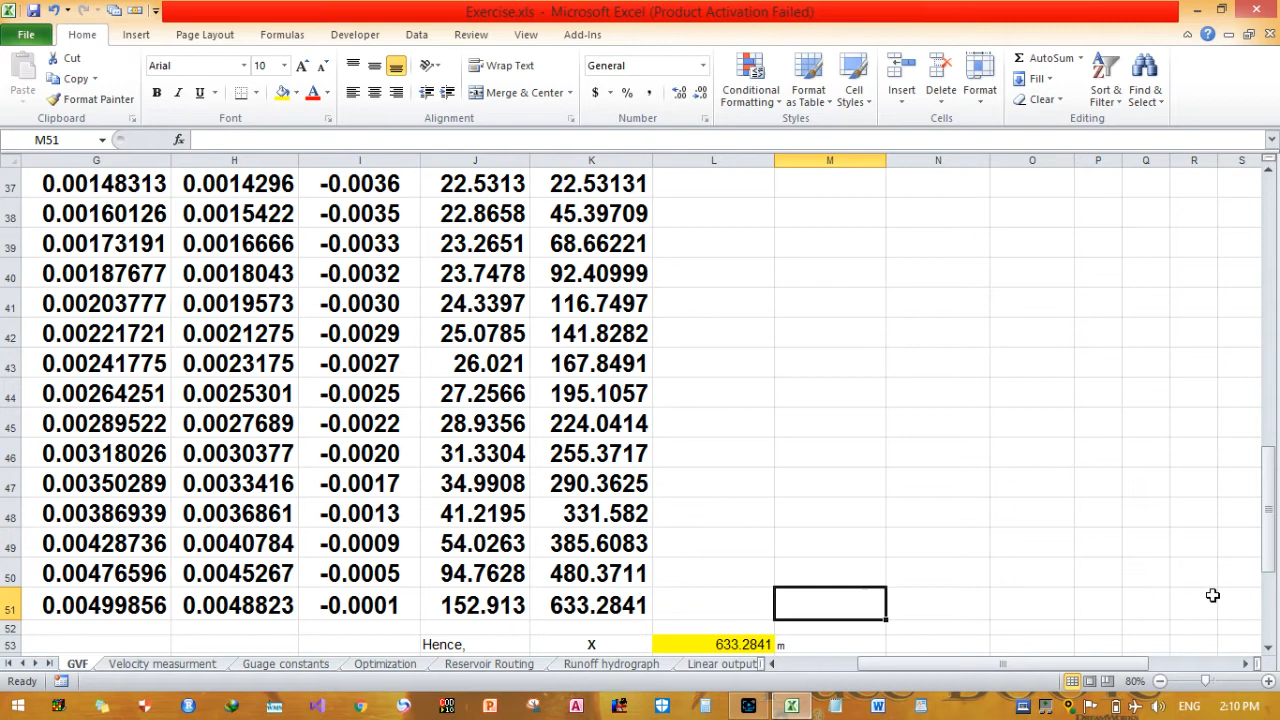 Exercise.xls - Microsoft Excel (Product Activation Failed)
File Home Insert Page Layout Formulas Developer Data Review View Add-Ins
Paste
Cut
Copy
Format Painter
Clipboard
Arial 10
B I U
Font
Wrap Text
Merge & Center
Alignment
General
$ % ,
Number
Conditional Formatting
Format as Table
Cell Styles
Styles
Insert Delete Format
Cells
Σ AutoSum
Fill
Clear
Sort & Filter
Find & Select
Editing
M51 fx
G H I J K L M N O P Q R S
37 0.00148313 0.0014296 -0.0036 22.5313 22.53131
38 0.00160126 0.0015422 -0.0035 22.8658 45.39709
39 0.00173191 0.0016666 -0.0033 23.2651 68.66221
40 0.00187677 0.0018043 -0.0032 23.7478 92.40999
41 0.00203777 0.0019573 -0.0030 24.3397 116.7497
42 0.00221721 0.0021275 -0.0029 25.0785 141.8282
43 0.00241775 0.0023175 -0.0027 26.021 167.8491
44 0.00264251 0.0025301 -0.0025 27.2566 195.1057
45 0.00289522 0.0027689 -0.0022 28.9356 224.0414
46 0.00318026 0.0030377 -0.0020 31.3304 255.3717
47 0.00350289 0.0033416 -0.0017 34.9908 290.3625
48 0.00386939 0.0036861 -0.0013 41.2195 331.582
49 0.00428736 0.0040784 -0.0009 54.0263 385.6083
50 0.00476596 0.0045267 -0.0005 94.7628 480.3711
51 0.00499856 0.0048823 -0.0001 152.913 633.2841
52
53 Hence, X 633.2841 m
GVF Velocity measurment Guage constants Optimization Reservoir Routing Runoff hydrograph Linear output
Ready 80%
ENG 2:10 PM